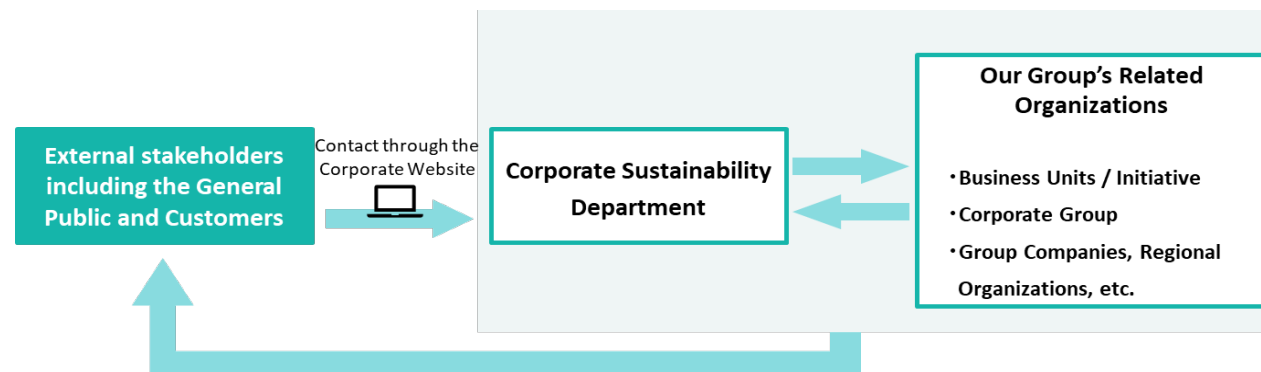 External stakeholders
including the General
Public and Customers
Contact through the
Corporate Website
Corporate Sustainability
Department
Our Group's Related
Organizations
・Business Units / Initiative
・Corporate Group
・Group Companies, Regional
Organizations, etc.